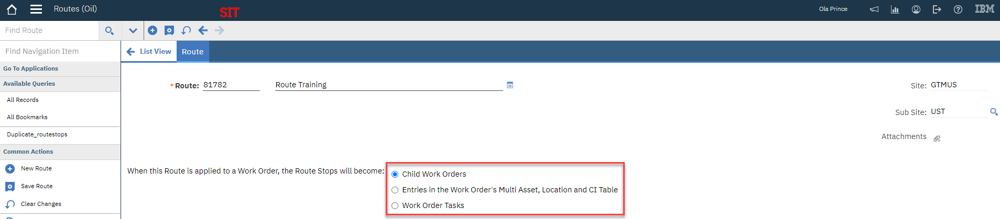 Routes (Oil)
SIT
Ola Prince
IBM
Find Route
Find Navigation Item
List View
Route
Go To Applications
Available Queries
All Records
All Bookmarks
Duplicate_routestops
Common Actions
New Route
Save Route
Clear Changes
* Route: 81782 Route Training
Site: GTMUS
Sub Site: UST
Attachments
When this Route is applied to a Work Order, the Route Stops will become:
Child Work Orders
Entries in the Work Order's Multi Asset, Location and CI Table
Work Order Tasks